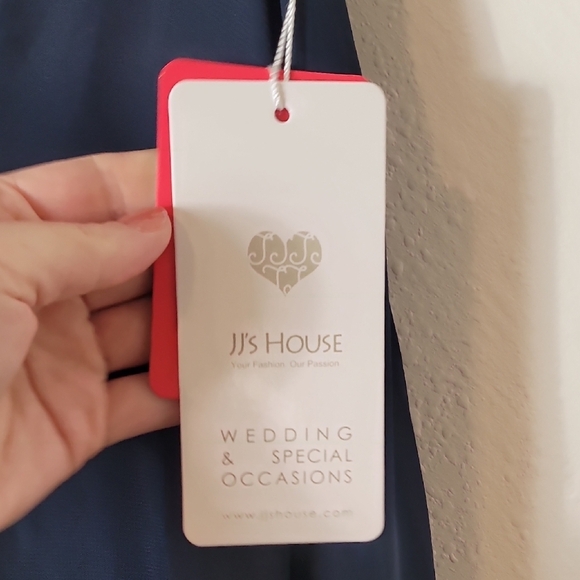 JJ's HOUSE
Your Fashion. Our Passion.
WEDDING
& SPECIAL
OCCASIONS
www.jjshouse.com